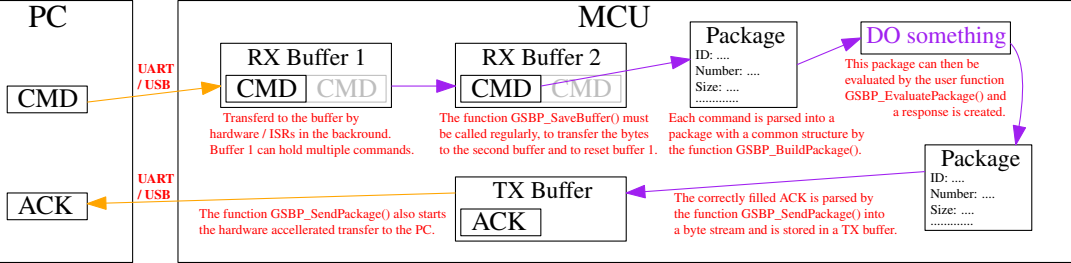 PC
MCU
CMD
UART
/ USB
RX Buffer 1
CMD CMD
Transferd to the buffer by
hardware / ISRs in the backround.
Buffer 1 can hold multiple commands.
RX Buffer 2
CMD CMD
The function GSBP_SaveBuffer() must
be called regularly, to transfer the bytes
to the second buffer and to reset buffer 1.
Package
ID: ....
Number: ....
Size: ....
.............
Each command is parsed into a
package with a common structure by
the function GSBP_BuildPackage().
DO something
This package can then be
evaluated by the user function
GSBP_EvaluatePackage() and
a response is created.
Package
ID: ....
Number: ....
Size: ....
.............
The correctly filled ACK is parsed by
the function GSBP_SendPackage() into
a byte stream and is stored in a TX buffer.
TX Buffer
ACK
The function GSBP_SendPackage() also starts
the hardware accellerated transfer to the PC.
UART
/ USB
ACK